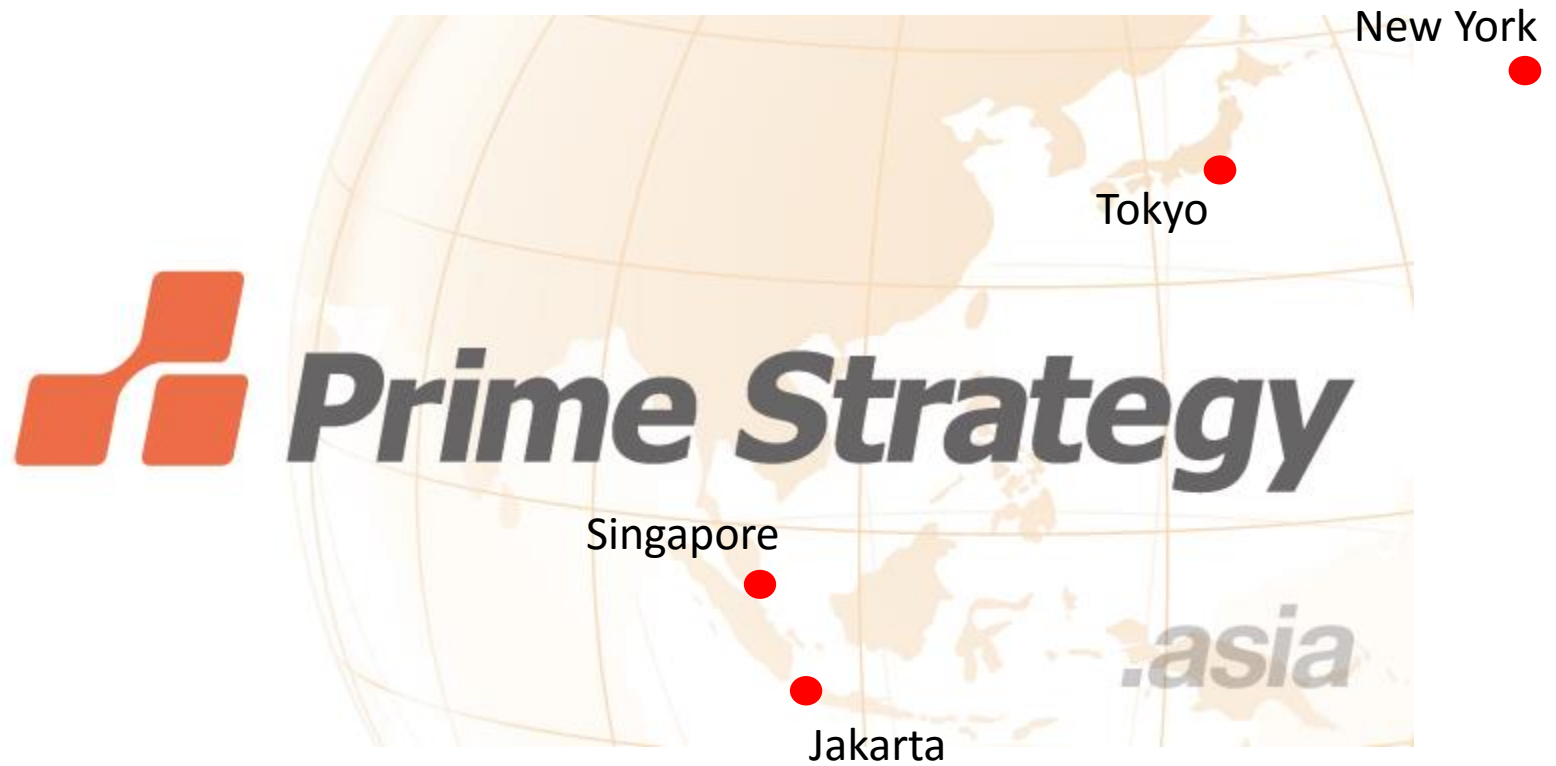 New York
Tokyo
Prime Strategy
Singapore
.asia
Jakarta